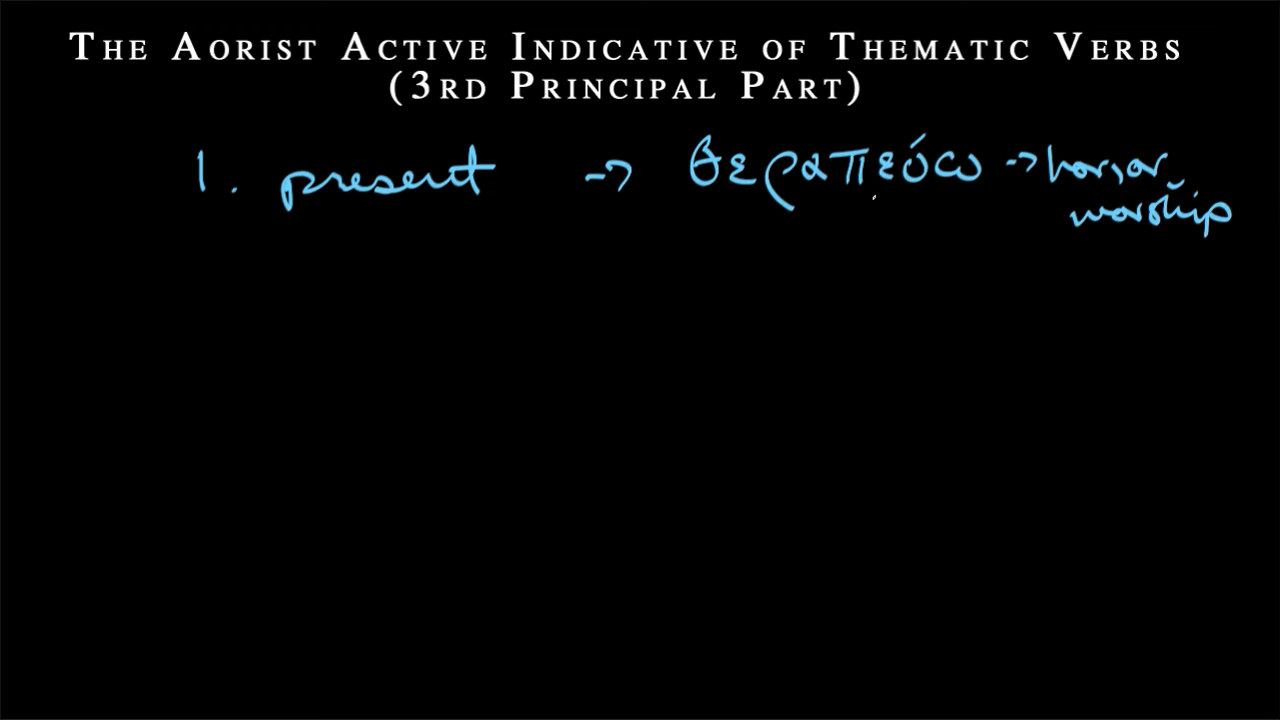 The Aorist Active Indicative of Thematic Verbs
(3rd Principal Part)
1. present → θεραπεύω → honor,
worship